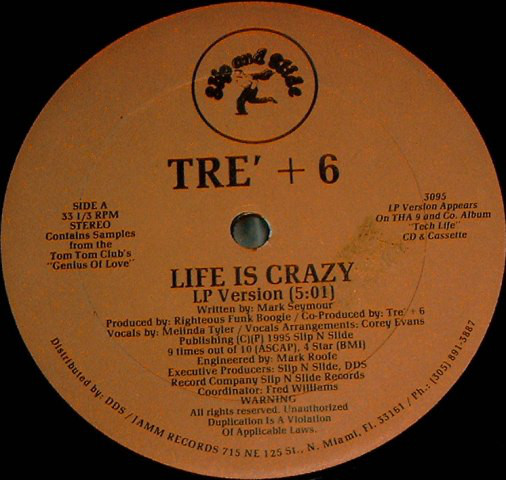 Slip and Slide
TRE' + 6
SIDE A
33 1/3 RPM
STEREO
Contains Samples
from the
Tom Tom Club's
"Genius Of Love"
3095
LP Version Appears
On THA 9 and Co. Album
"Tech Life"
CD & Cassette
LIFE IS CRAZY
LP Version (5:01)
Written by: Mark Seymour
Produced by: Righteous Funk Boogie / Co-Produced by: Tre' + 6
Vocals by: Melinda Tyler / Vocals Arrangements: Corey Evans
Publishing (C)(P) 1995 Slip N Slide
9 times out of 10 (ASCAP), 4 Star (BMI)
Engineered by: Mark Roofe
Executive Producers: Slip N Slide, DDS
Record Company Slip N Slide Records
Coordinator: Fred Williems
WARNING
All rights reserved. Unauthorized
Duplication Is A Violation
Of Applicable Laws.
Distributed by: DDS / JAMM RECORDS 715 NE 125 St., N. Miami, Fl. 33161 / Ph.: (305) 891-3887